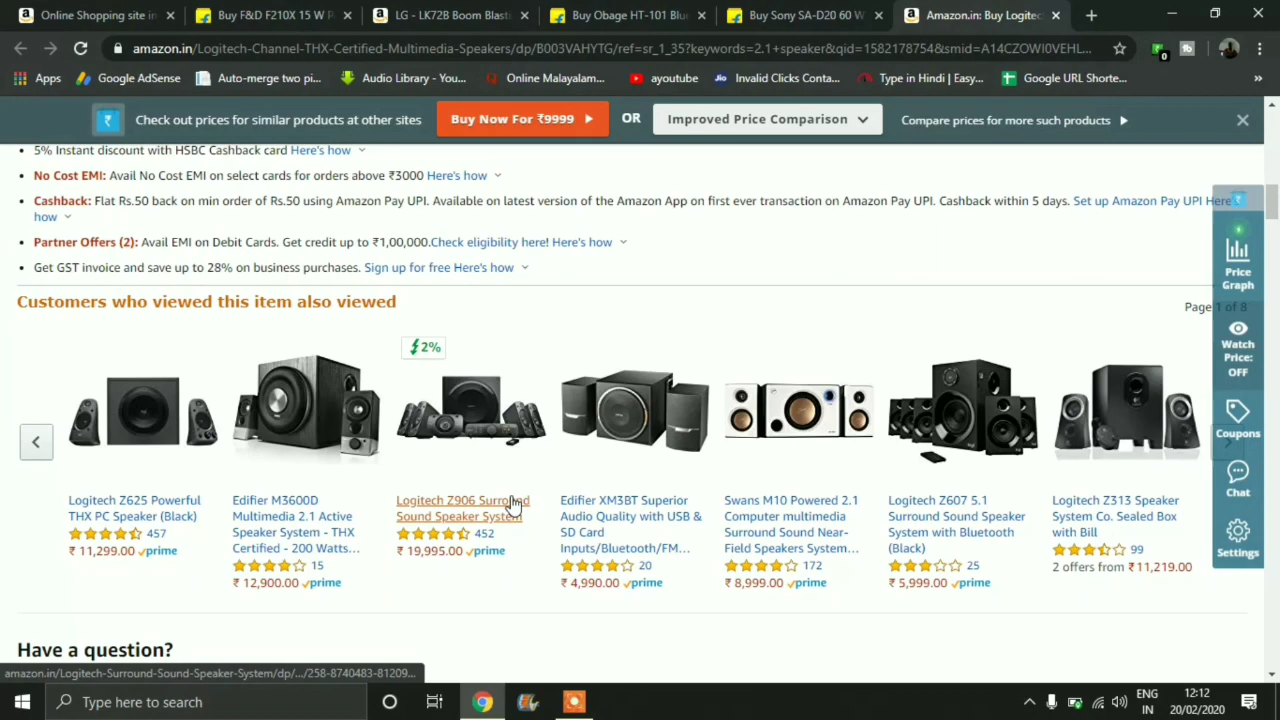 Online Shopping site in
Buy F&D F210X 15 W P
LG - LK72B Boom Blasti
Buy Obage HT-101 Blu
Buy Sony SA-D20 60 W
Amazon.in: Buy Logitec
amazon.in/Logitech-Channel-THX-Certified-Multimedia-Speakers/dp/B003VAHYTG/ref=sr_1_35?keywords=2.1+speaker&qid=1582178754&smid=A14CZOWI0VEHL...
0
Apps
Google AdSense
Auto-merge two pi...
Audio Library - You...
Online Malayalam...
ayoutube
Jio
Invalid Clicks Conta...
Type in Hindi | Easy...
Google URL Shorte...
»
₹
Check out prices for similar products at other sites
Buy Now For ₹9999
OR
Improved Price Comparison
Compare prices for more such products
5% Instant discount with HSBC Cashback card Here's how
No Cost EMI: Avail No Cost EMI on select cards for orders above ₹3000 Here's how
Cashback: Flat Rs.50 back on min order of Rs.50 using Amazon Pay UPI. Available on latest version of the Amazon App on first ever transaction on Amazon Pay UPI. Cashback within 5 days. Set up Amazon Pay UPI Here's
how
Partner Offers (2): Avail EMI on Debit Cards. Get credit up to ₹1,00,000.Check eligibility here! Here's how
Get GST invoice and save up to 28% on business purchases. Sign up for free Here's how
Customers who viewed this item also viewed
Page 1 of 8
2%
Logitech Z625 Powerful
THX PC Speaker (Black)
457
₹ 11,299.00 prime
Edifier M3600D
Multimedia 2.1 Active
Speaker System - THX
Certified - 200 Watts...
15
₹ 12,900.00 prime
Logitech Z906 Surround
Sound Speaker System
452
₹ 19,995.00 prime
Edifier XM3BT Superior
Audio Quality with USB &
SD Card
Inputs/Bluetooth/FM...
20
₹ 4,990.00 prime
Swans M10 Powered 2.1
Computer multimedia
Surround Sound Near-
Field Speakers System...
172
₹ 8,999.00 prime
Logitech Z607 5.1
Surround Sound Speaker
System with Bluetooth
(Black)
25
₹ 5,999.00 prime
Logitech Z313 Speaker
System Co. Sealed Box
with Bill
99
2 offers from ₹11,219.00
Price
Graph
Watch
Price:
OFF
Coupons
Chat
Settings
Have a question?
amazon.in/Logitech-Surround-Sound-Speaker-System/dp/.../258-8740483-81209...
Type here to search
ENG
IN
12:12
20/02/2020